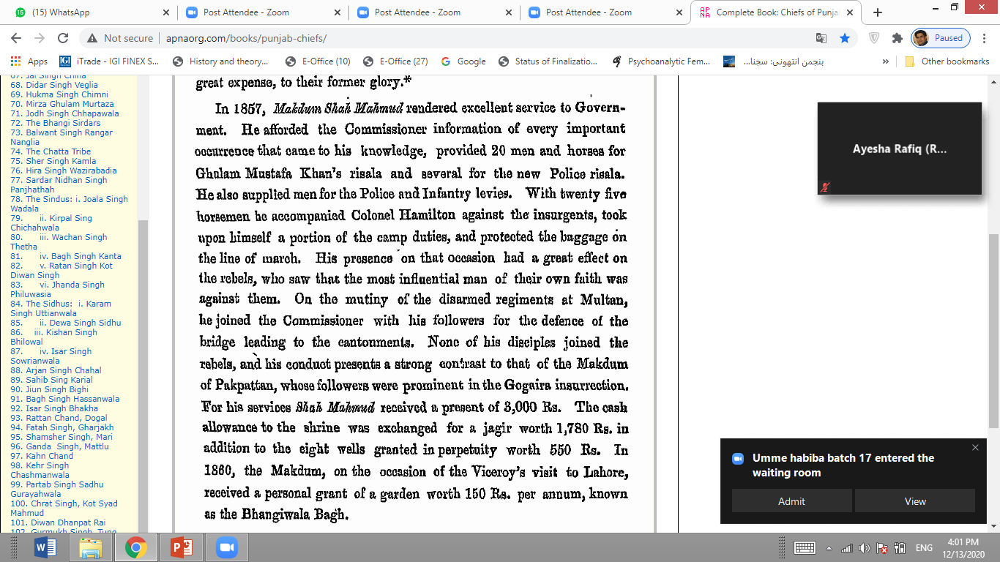 (15) WhatsApp
Post Attendee - Zoom
Post Attendee - Zoom
Post Attendee - Zoom
Complete Book: Chiefs of Punja
Not secure
apnaorg.com/books/punjab-chiefs/
Paused
Apps
iTrade - IGI FINEX S...
History and theory...
E-Office (10)
E-Office (27)
Google
Status of Finalizatio...
Psychoanalytic Fem...
بنجمن انتھونی: سجنا...
Other bookmarks
67. Jai Singh China
68. Didar Singh Veglia
69. Hukma Singh Chimni
70. Mirza Ghulam Murtaza
71. Jodh Singh Chhapawala
72. The Bhangi Sirdars
73. Balwant Singh Rangar
Nanglia
74. The Chatta Tribe
75. Sher Singh Kamla
76. Hira Singh Wazirabadia
77. Sardar Nidhan Singh
Panjhathah
78. The Sindus: i. Joala Singh
Wadala
79. ii. Kirpal Sing
Chichahwala
80. iii. Wachan Singh
Thetha
81. iv. Bagh Singh Kanta
82. v. Ratan Singh Kot
Diwan Singh
83. vi. Jhanda Singh
Philuwasia
84. The Sidhus: i. Karam
Singh Uttianwala
85. ii. Dewa Singh Sidhu
86. iii. Kishan Singh
Bhilowal
87. iv. Isar Singh
Sowrianwala
88. Arjan Singh Chahal
89. Sahib Sing Karial
90. Jiun Singh Bighi
91. Bagh Singh Hassanwala
92. Isar Singh Bhakha
93. Rattan Chand, Dogal
94. Fatah Singh, Gharjakh
95. Shamsher Singh, Mari
96. Ganda Singh, Mattlu
97. Kahn Chand
98. Kehr Singh
Chashmanwala
99. Partab Singh Sadhu
Gurayahwala
100. Chrat Singh, Kot Syad
Mahmud
101. Diwan Dhanpat Rai
102. Gurmukh Singh, Tung
great expense, to their former glory.*
In 1857, Makdum Shah Mahmud rendered excellent service to Govern-
ment. He afforded the Commissioner information of every important
occurrence that came to his knowledge, provided 20 men and horses for
Ghulam Mustafa Khan's risala and several for the new Police risala.
He also supplied men for the Police and Infantry levies. With twenty five
horsemen he accompanied Colonel Hamilton against the insurgents, took
upon himself a portion of the camp duties, and protected the baggage on
the line of march. His presence on that occasion had a great effect on
the rebels, who saw that the most influential man of their own faith was
against them. On the mutiny of the disarmed regiments at Multan,
he joined the Commissioner with his followers for the defence of the
bridge leading to the cantonments. None of his disciples joined the
rebels, and his conduct presents a strong contrast to that of the Makdum
of Pakpattan, whose followers were prominent in the Gogaira insurrection.
For his services Shah Mahmud received a present of 3,000 Rs. The cash
allowance to the shrine was exchanged for a jagir worth 1,780 Rs. in
addition to the eight wells granted in perpetuity worth 550 Rs. In
1860, the Makdum, on the occasion of the Viceroy's visit to Lahore,
received a personal grant of a garden worth 150 Rs. per annum, known
as the Bhangiwala Bagh.
Ayesha Rafiq (R...
Umme habiba batch 17 entered the
waiting room
Admit
View
ENG
4:01 PM
12/13/2020